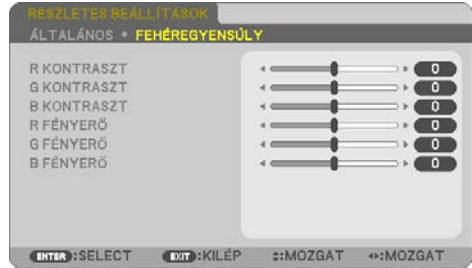 RÉSZLETES BEÁLLÍTÁSOK
ÁLTALÁNOS • FEHÉREGYENSÚLY
R KONTRASZT 0
G KONTRASZT 0
B KONTRASZT 0
R FÉNYERŐ 0
G FÉNYERŐ 0
B FÉNYERŐ 0
ENTER:SELECT EXIT:KILÉP ↕:MOZGAT ↔:MOZGAT